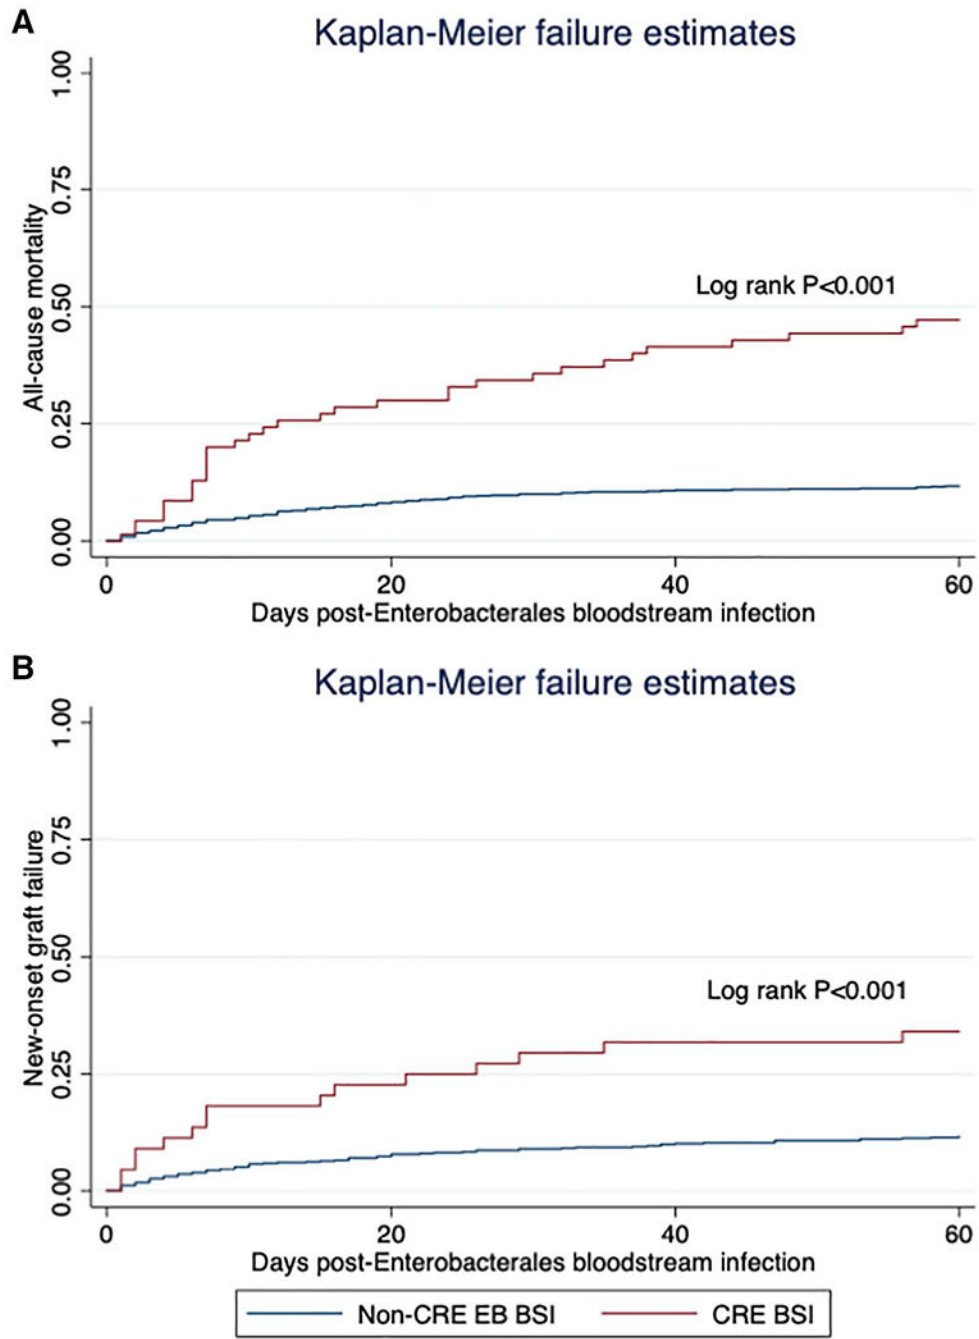 A
Kaplan-Meier failure estimates
All-cause mortality
1.00
0.75
0.50
0.25
0.00
Log rank P<0.001
0 20 40 60
Days post-Enterobacterales bloodstream infection
B
Kaplan-Meier failure estimates
New-onset graft failure
1.00
0.75
0.50
0.25
0.00
Log rank P<0.001
0 20 40 60
Days post-Enterobacterales bloodstream infection
Non-CRE EB BSI CRE BSI